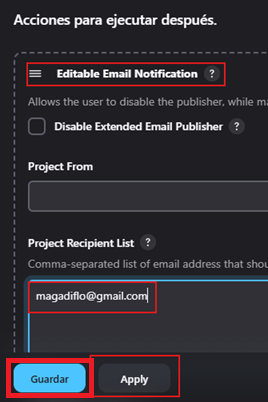 Acciones para ejecutar después.
Editable Email Notification ?
Allows the user to disable the publisher, while ma
Disable Extended Email Publisher ?
Project From
Project Recipient List ?
Comma-separated list of email address that shou
magadiflo@gmail.com
Guardar Apply